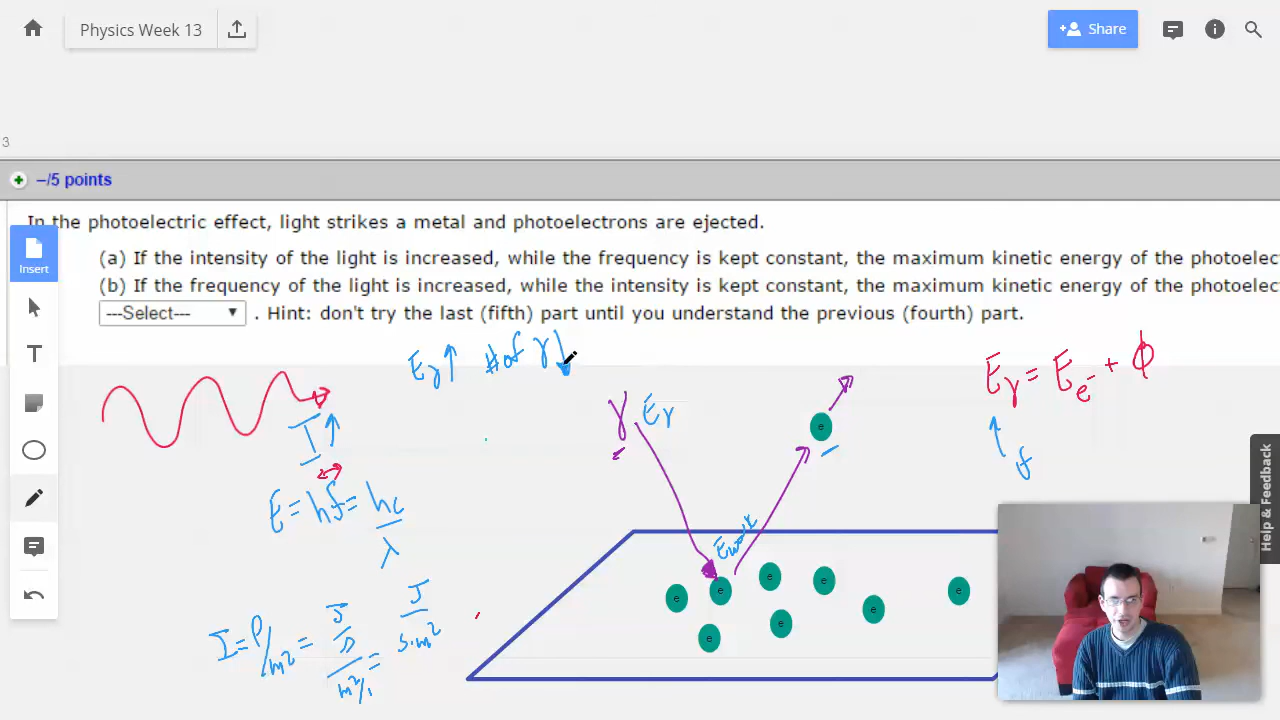 Physics Week 13
Share
3
–/5 points
In the photoelectric effect, light strikes a metal and photoelectrons are ejected.
(a) If the intensity of the light is increased, while the frequency is kept constant, the maximum kinetic energy of the photoelec
(b) If the frequency of the light is increased, while the intensity is kept constant, the maximum kinetic energy of the photoelec
---Select--- . Hint: don't try the last (fifth) part until you understand the previous (fourth) part.
Insert
T
Eγ↑ # of γ↓
Eγ = Ee⁻ + ϕ
γ Eγ
I↑
f
E = hf = hc/λ
Ework
I = P/m² = J/s / m²/1 = J/s·m²
e
e
e
e
e
e
e
e
e
Help & Feedback